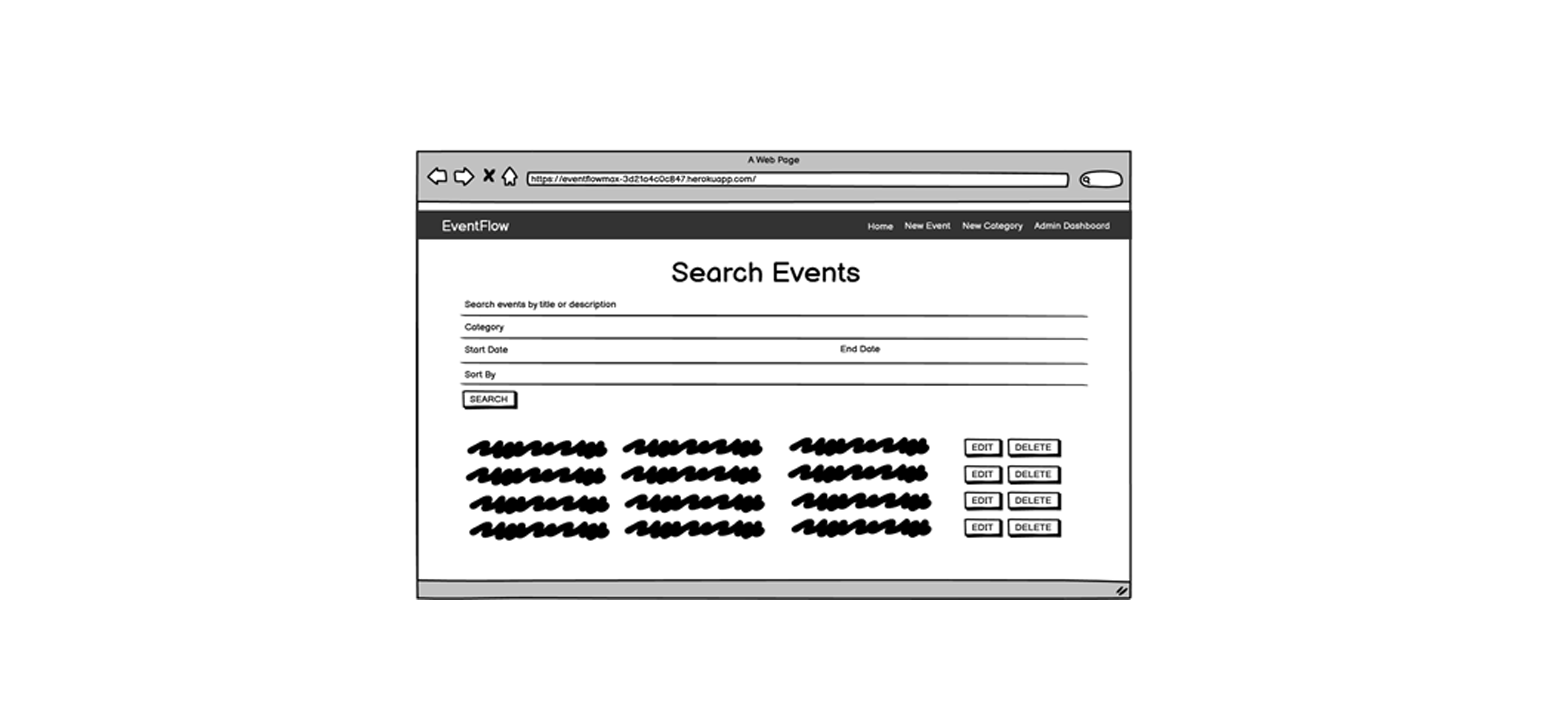 A Web Page
https://eventflowmax-3d21a4c0c847.herokuapp.com/
EventFlow Home New Event New Category Admin Dashboard
Search Events
Search events by title or description
Category
Start Date End Date
Sort By
SEARCH
EDIT DELETE
EDIT DELETE
EDIT DELETE
EDIT DELETE